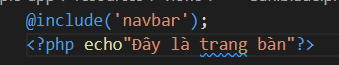 @include('navbar');
<?php echo"Đây là trang bàn"?>